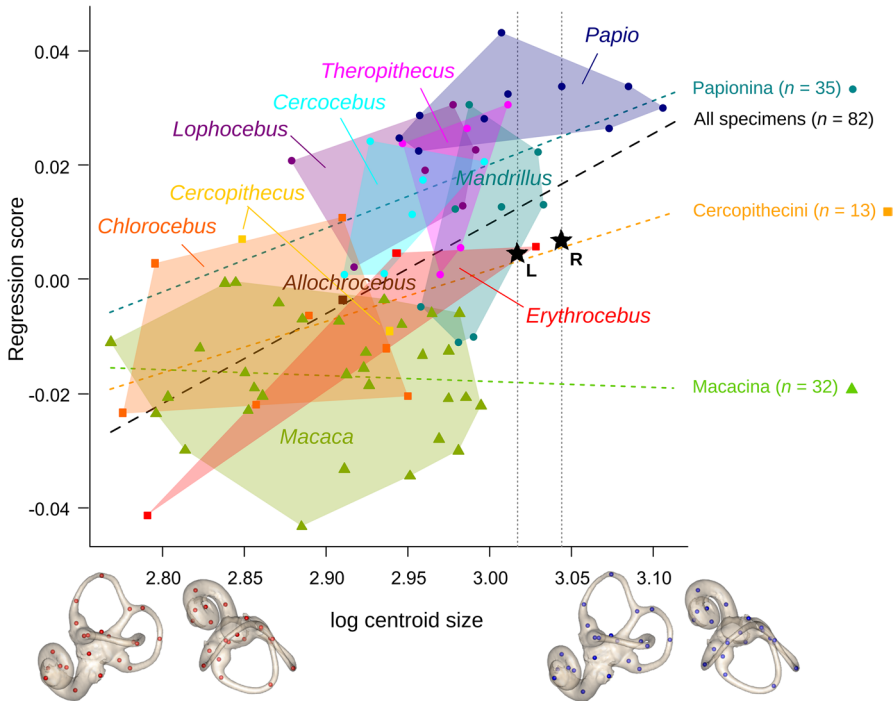 0.04
0.02
0.00
-0.02
-0.04
Regression score
Papio
Theropithecus
Cercocebus
Lophocebus
Mandrillus
Cercopithecus
Chlorocebus
Allochrocebus
L
R
Erythrocebus
Macaca
Papionina (n = 35)
All specimens (n = 82)
Cercopithecini (n = 13)
Macacina (n = 32)
2.80 2.85 2.90 2.95 3.00 3.05 3.10
log centroid size